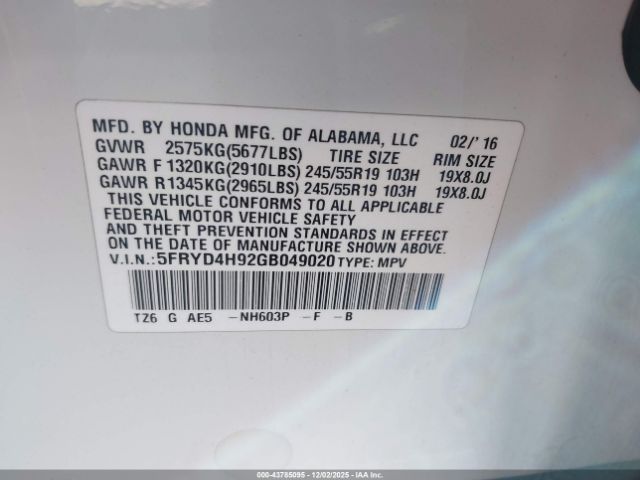 MFD. BY HONDA MFG. OF ALABAMA, LLC 02/' 16
GVWR 2575KG(5677LBS) TIRE SIZE RIM SIZE
GAWR F 1320KG(2910LBS) 245/55R19 103H 19X8.0J
GAWR R 1345KG(2965LBS) 245/55R19 103H 19X8.0J
THIS VEHICLE CONFORMS TO ALL APPLICABLE
FEDERAL MOTOR VEHICLE SAFETY
AND THEFT PREVENTION STANDARDS IN EFFECT
ON THE DATE OF MANUFACTURE SHOWN ABOVE.
V.I.N.: 5FRYD4H92GB049020 TYPE: MPV
TZ6 G AE5 -NH603P -F -B
000-43785095 - 12/02/2025 - IAA Inc.